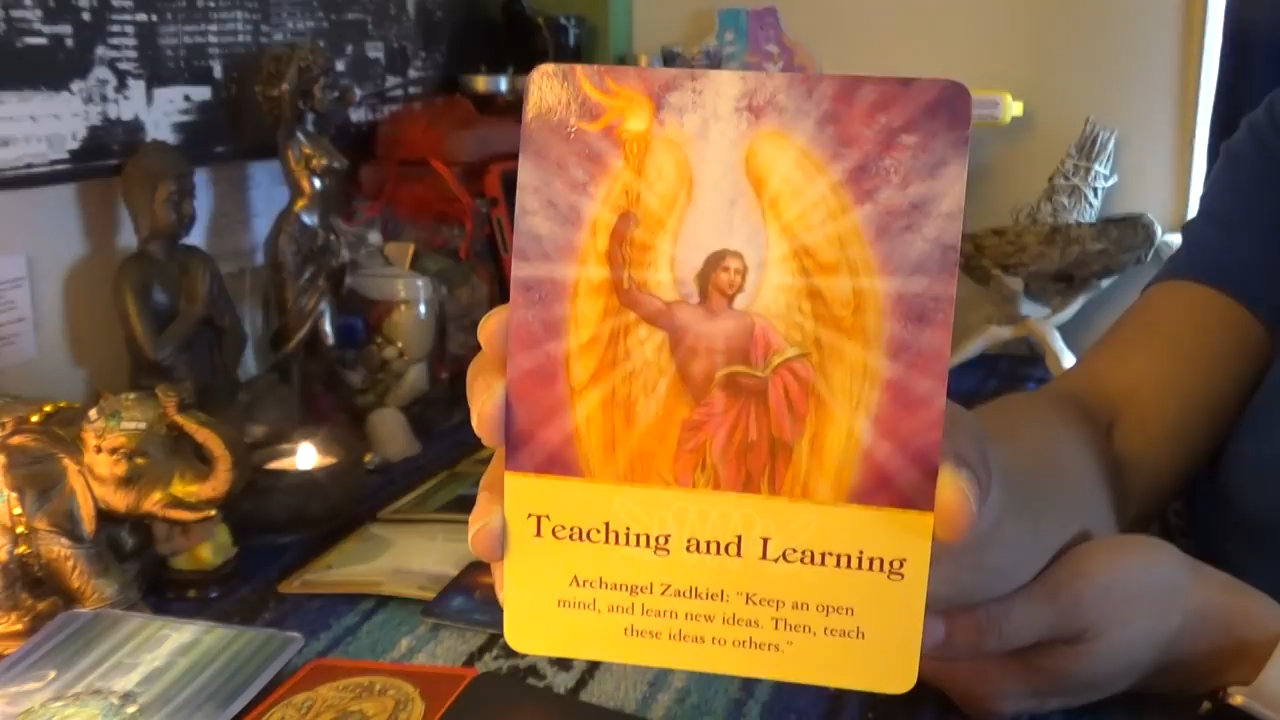 Teaching and Learning
Archangel Zadkiel: "Keep an open
mind, and learn new ideas. Then, teach
these ideas to others."